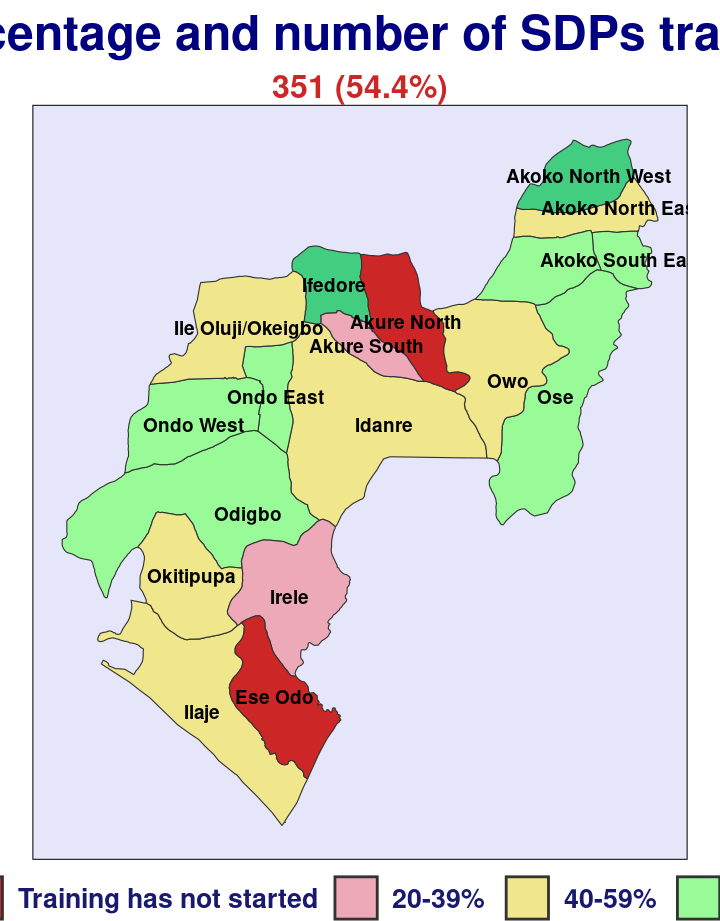 centage and number of SDPs tra
351 (54.4%)
Akoko North West
Akoko North Eas
Akoko South Ea
Ifedore
Ile Oluji/Okeigbo
Akure North
Akure South
Owo
Ondo East
Ose
Ondo West
Idanre
Odigbo
Okitipupa
Irele
Ese Odo
Ilaje
Training has not started 20-39% 40-59%